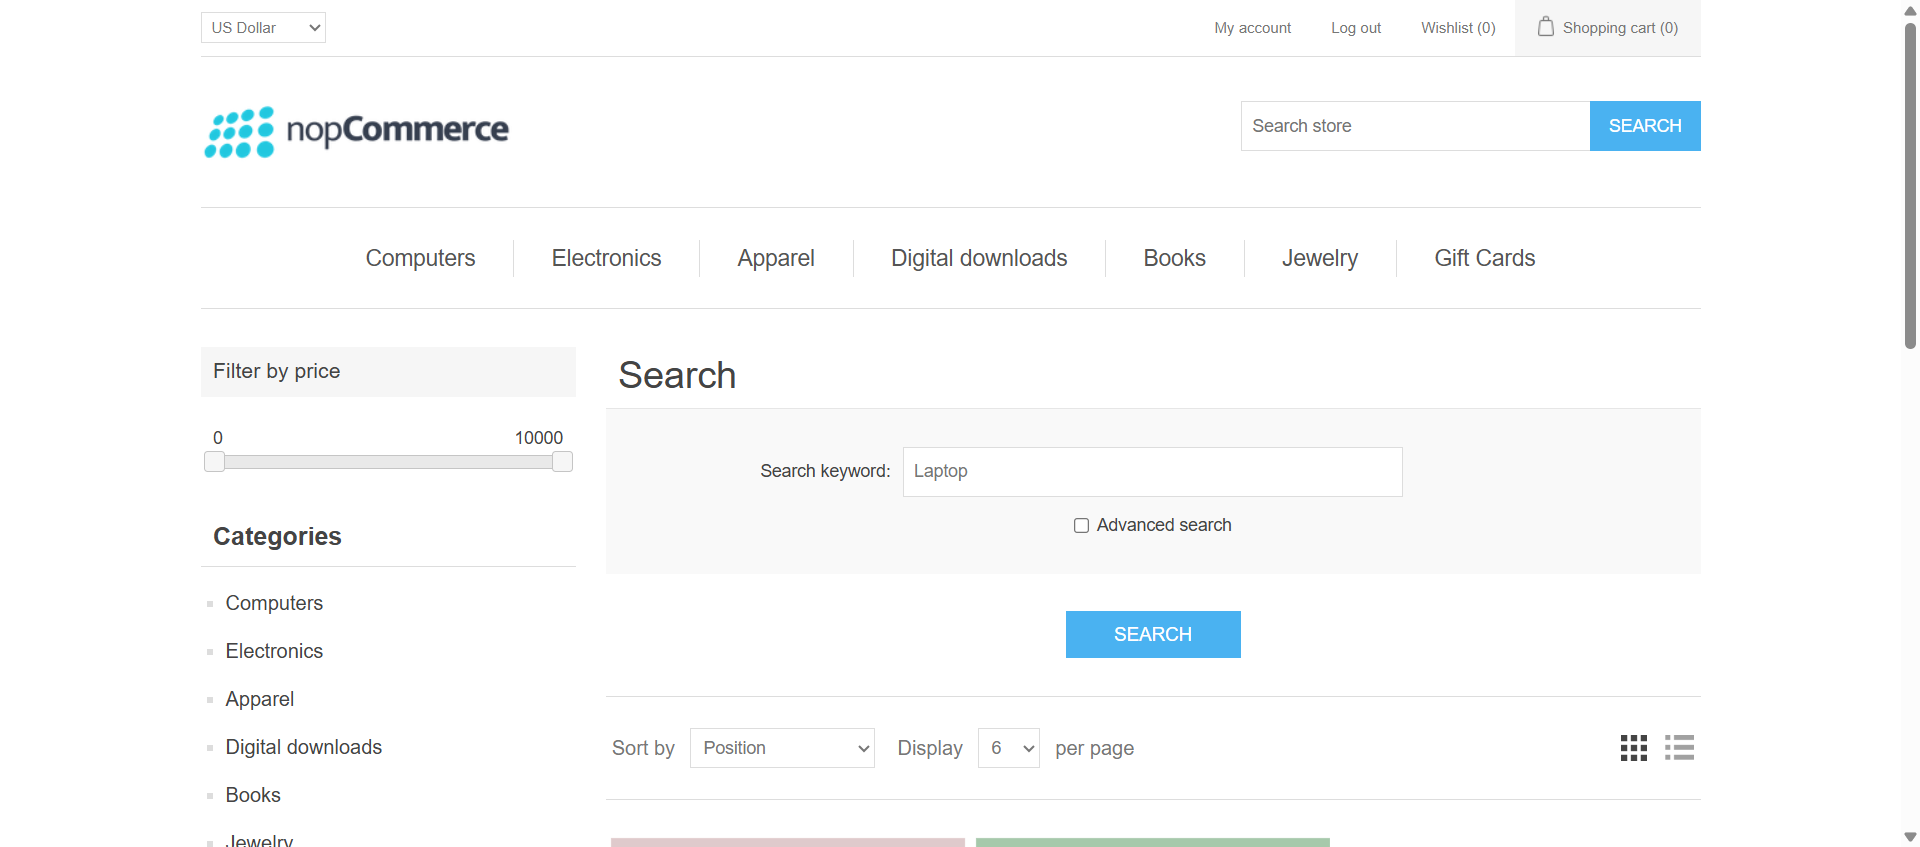 US Dollar
My account
Log out
Wishlist (0)
Shopping cart (0)
nopCommerce
Search store
SEARCH
Computers
Electronics
Apparel
Digital downloads
Books
Jewelry
Gift Cards
Filter by price
0
10000
Categories
Computers
Electronics
Apparel
Digital downloads
Books
Jewelry
Search
Search keyword:
Laptop
Advanced search
SEARCH
Sort by
Position
Display
6
per page